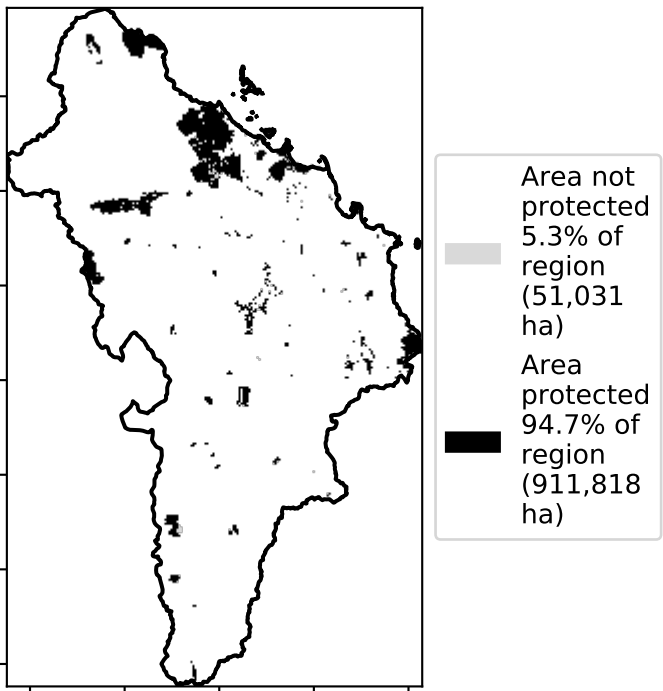 Area not
protected
5.3% of
region
(51,031
ha)
Area
protected
94.7% of
region
(911,818
ha)